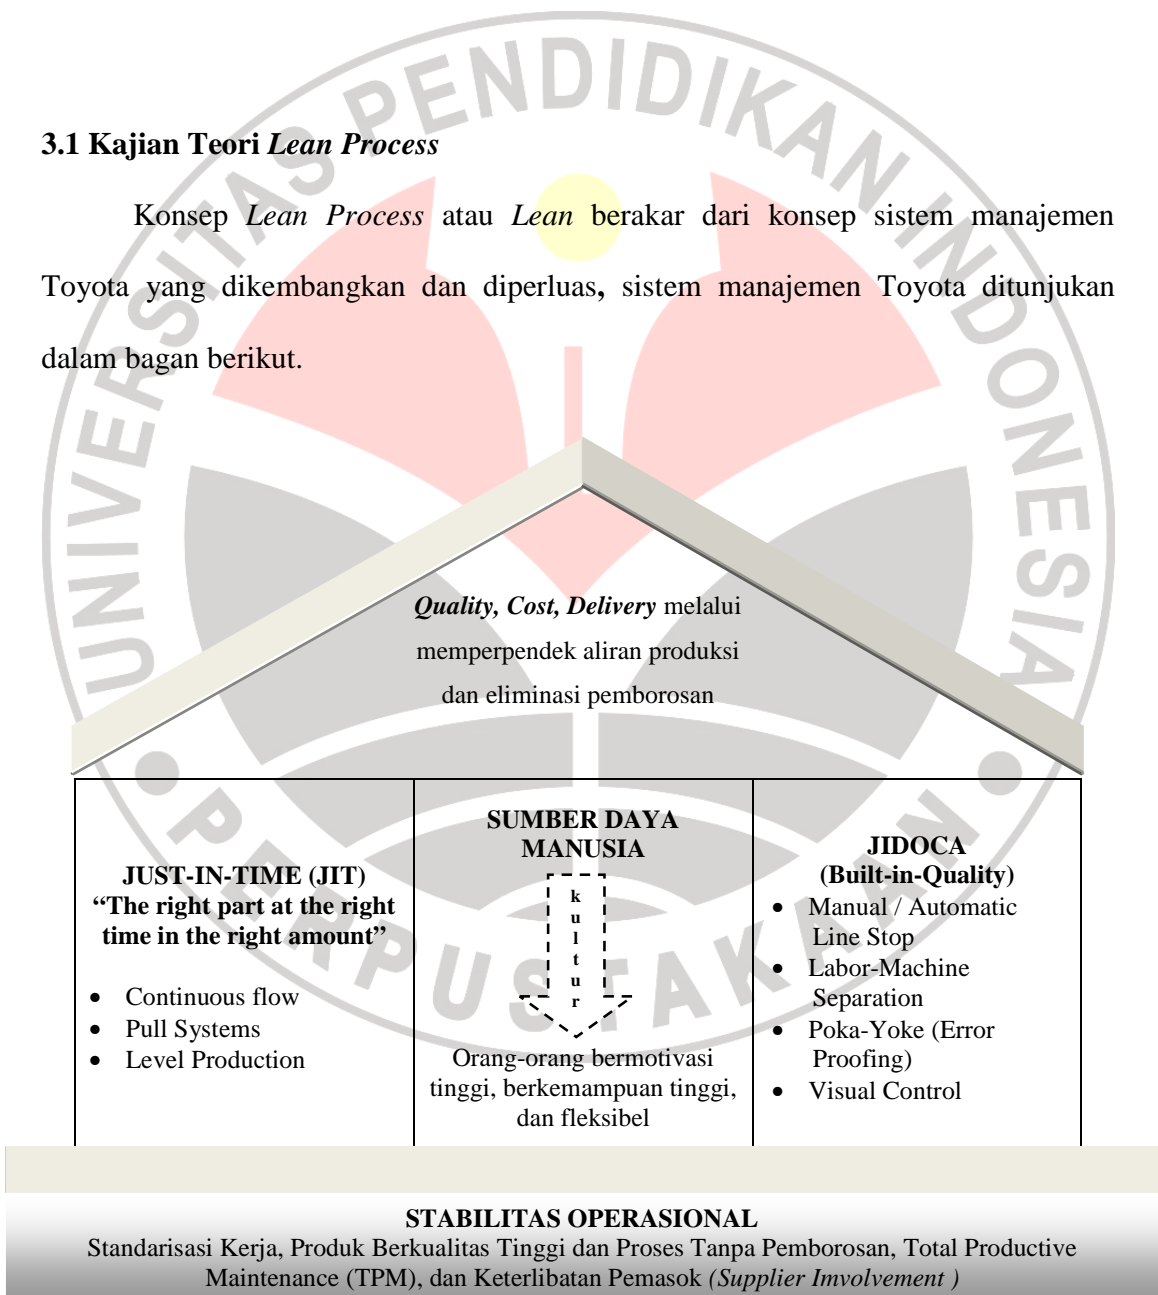 UNIVERSITAS PENDIDIKAN INDONESIA
3.1 Kajian Teori Lean Process
Konsep Lean Process atau Lean berakar dari konsep sistem manajemen
Toyota yang dikembangkan dan diperluas, sistem manajemen Toyota ditunjukan
dalam bagan berikut.
Quality, Cost, Delivery melalui
memperpendek aliran produksi
dan eliminasi pemborosan
JUST-IN-TIME (JIT)
“The right part at the right
time in the right amount”
• Continuous flow
• Pull Systems
• Level Production
SUMBER DAYA
MANUSIA
k
u
l
t
u
r
Orang-orang bermotivasi
tinggi, berkemampuan tinggi,
dan fleksibel
JIDOCA
(Built-in-Quality)
• Manual / Automatic
Line Stop
• Labor-Machine
Separation
• Poka-Yoke (Error
Proofing)
• Visual Control
PERPUSTAKAAN
STABILITAS OPERASIONAL
Standarisasi Kerja, Produk Berkualitas Tinggi dan Proses Tanpa Pemborosan, Total Productive
Maintenance (TPM), dan Keterlibatan Pemasok (Supplier Imvolvement )